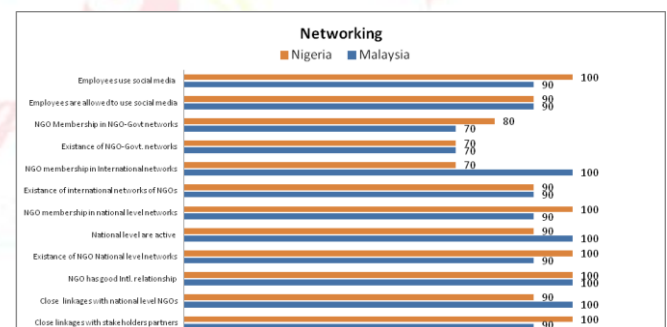 Networking
Nigeria Malaysia
Employees use social media 100
90
Employees are allowed to use social media 90
90
NGO Membership in NGO-Govt networks 80
70
Existance of NGO-Govt. networks 70
70
NGO membership in International networks 70
100
Existance of international networks of NGOs 90
90
NGO membership in national level networks 100
90
National level are active 90
100
Existance of NGO National level networks 100
90
NGO has good Intl. relationship 100
100
Close linkages with national level NGOs 90
100
Close linkages with stakeholders partners 100
90